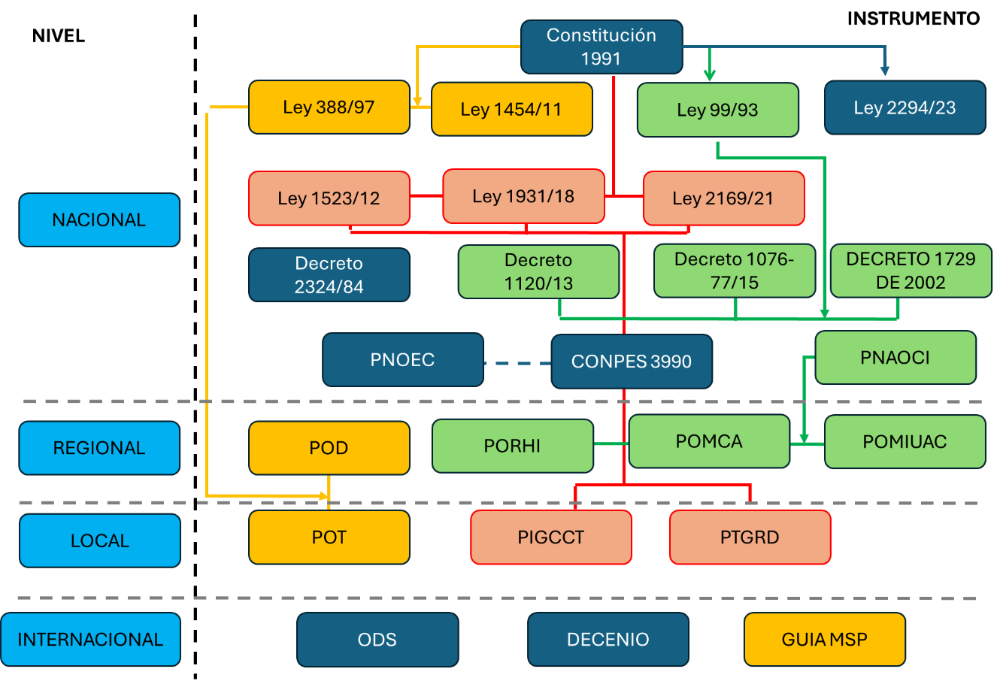 NIVEL
INSTRUMENTO
Constitución
1991
Ley 388/97
Ley 1454/11
Ley 99/93
Ley 2294/23
NACIONAL
Ley 1523/12
Ley 1931/18
Ley 2169/21
Decreto
2324/84
Decreto
1120/13
Decreto 1076-
77/15
DECRETO 1729
DE 2002
PNOEC
CONPES 3990
PNAOCI
REGIONAL
POD
PORHI
POMCA
POMIUAC
LOCAL
POT
PIGCCT
PTGRD
INTERNACIONAL
ODS
DECENIO
GUIA MSP